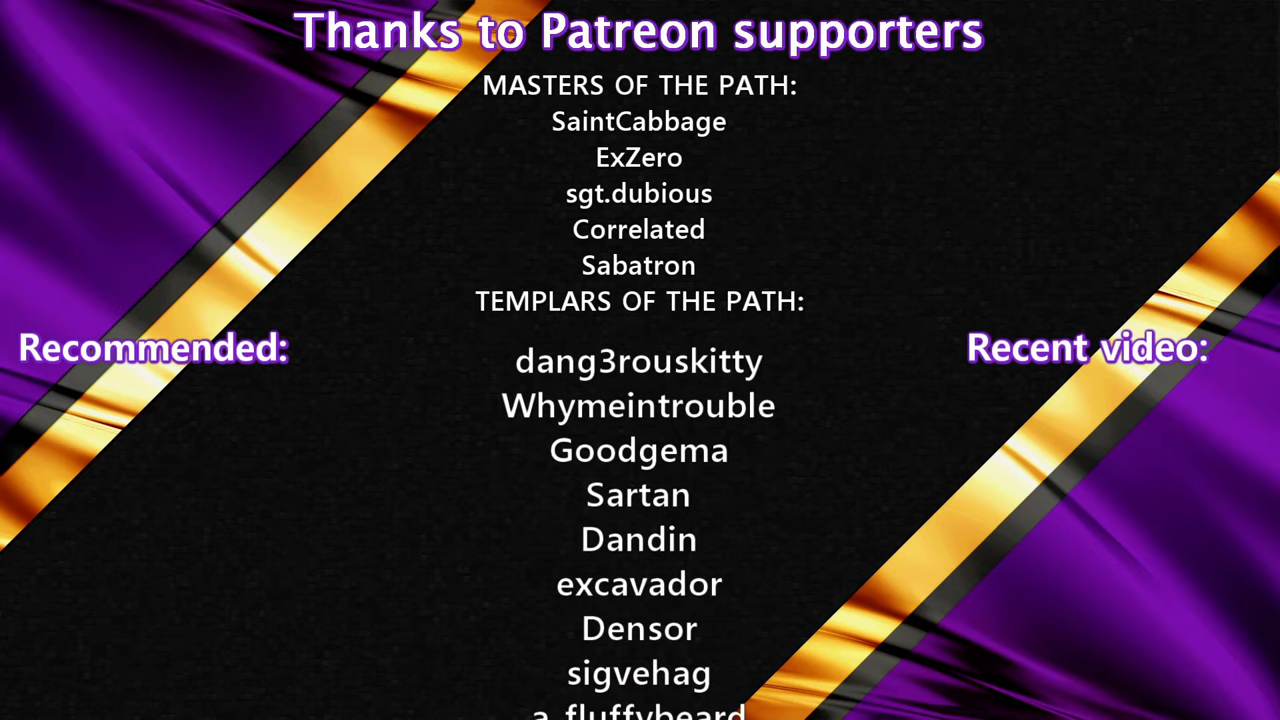 Thanks to Patreon supporters
MASTERS OF THE PATH:
SaintCabbage
ExZero
sgt.dubious
Correlated
Sabatron
TEMPLARS OF THE PATH:
Recommended:
Recent video:
dang3rouskitty
Whymeintrouble
Goodgema
Sartan
Dandin
excavador
Densor
sigvehag
a_fluffybeard